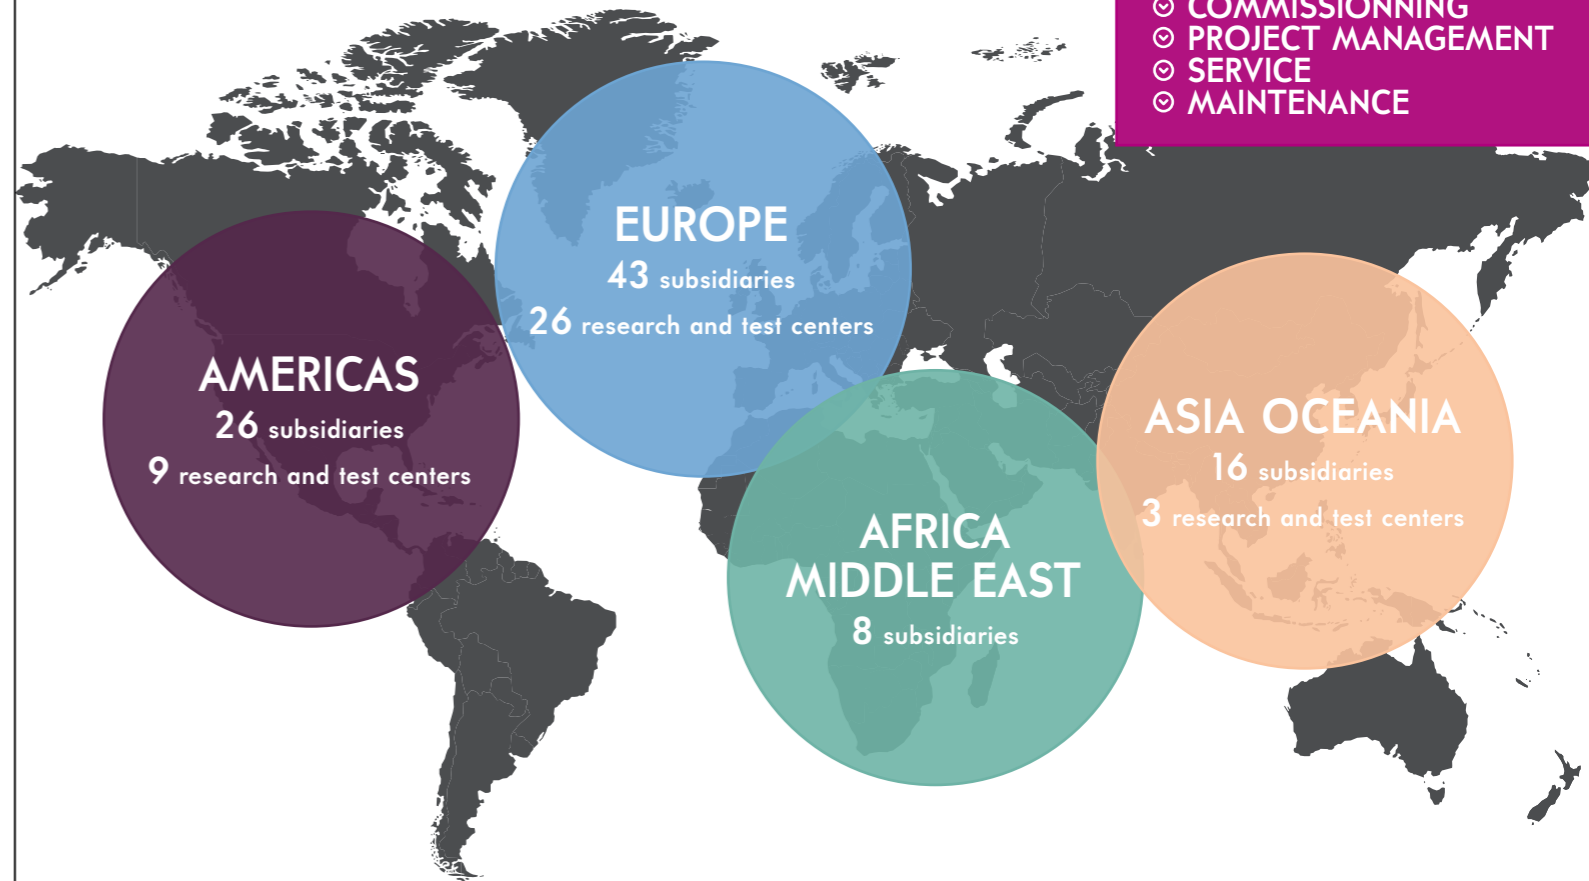 COMMISSIONNING
PROJECT MANAGEMENT
SERVICE
MAINTENANCE
EUROPE
43 subsidiaries
26 research and test centers
AMERICAS
26 subsidiaries
9 research and test centers
ASIA OCEANIA
16 subsidiaries
3 research and test centers
AFRICA
MIDDLE EAST
8 subsidiaries